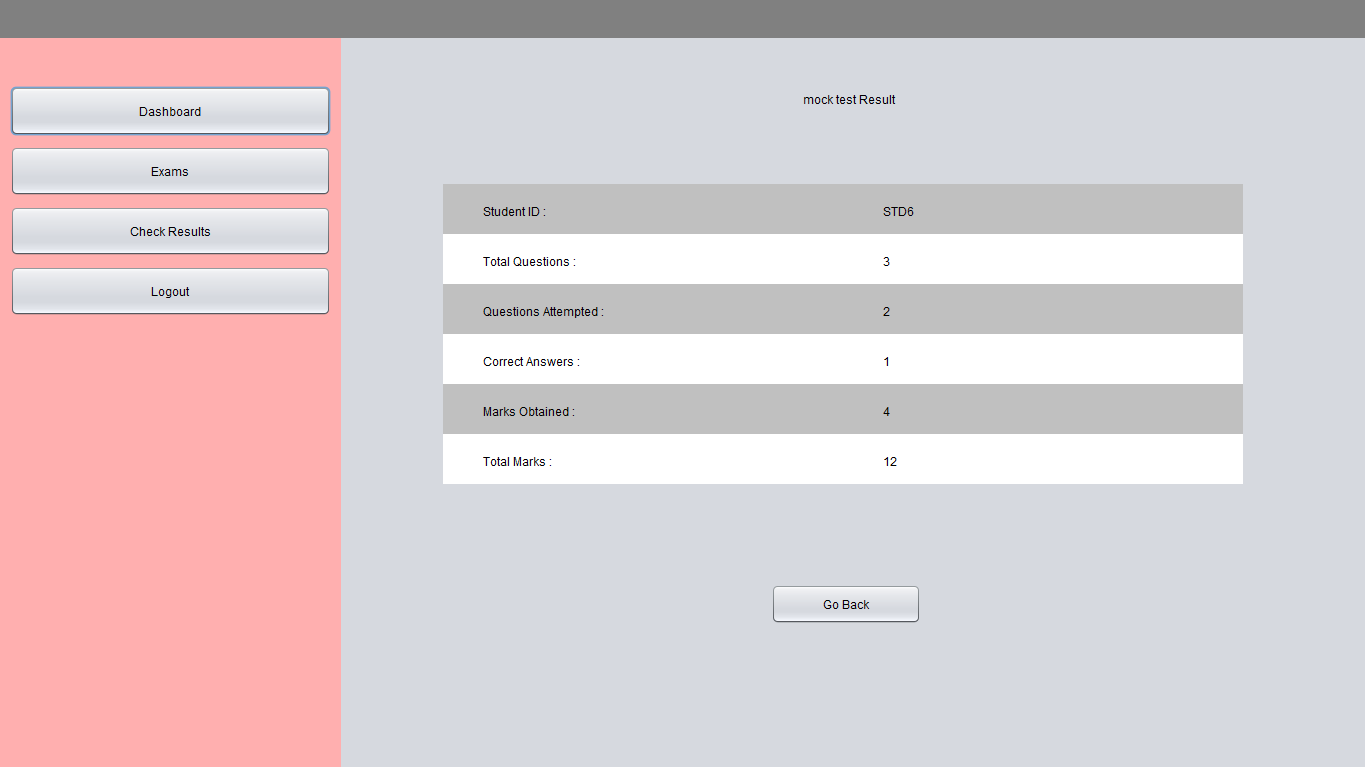 Dashboard
Exams
Check Results
Logout
mock test Result
Student ID : STD6
Total Questions : 3
Questions Attempted : 2
Correct Answers : 1
Marks Obtained : 4
Total Marks : 12
Go Back